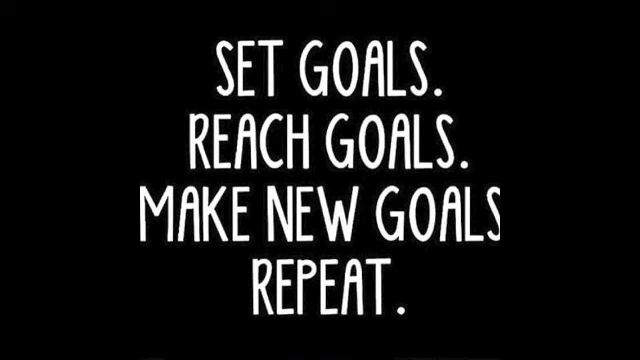 SET GOALS.
REACH GOALS.
MAKE NEW GOALS
REPEAT.